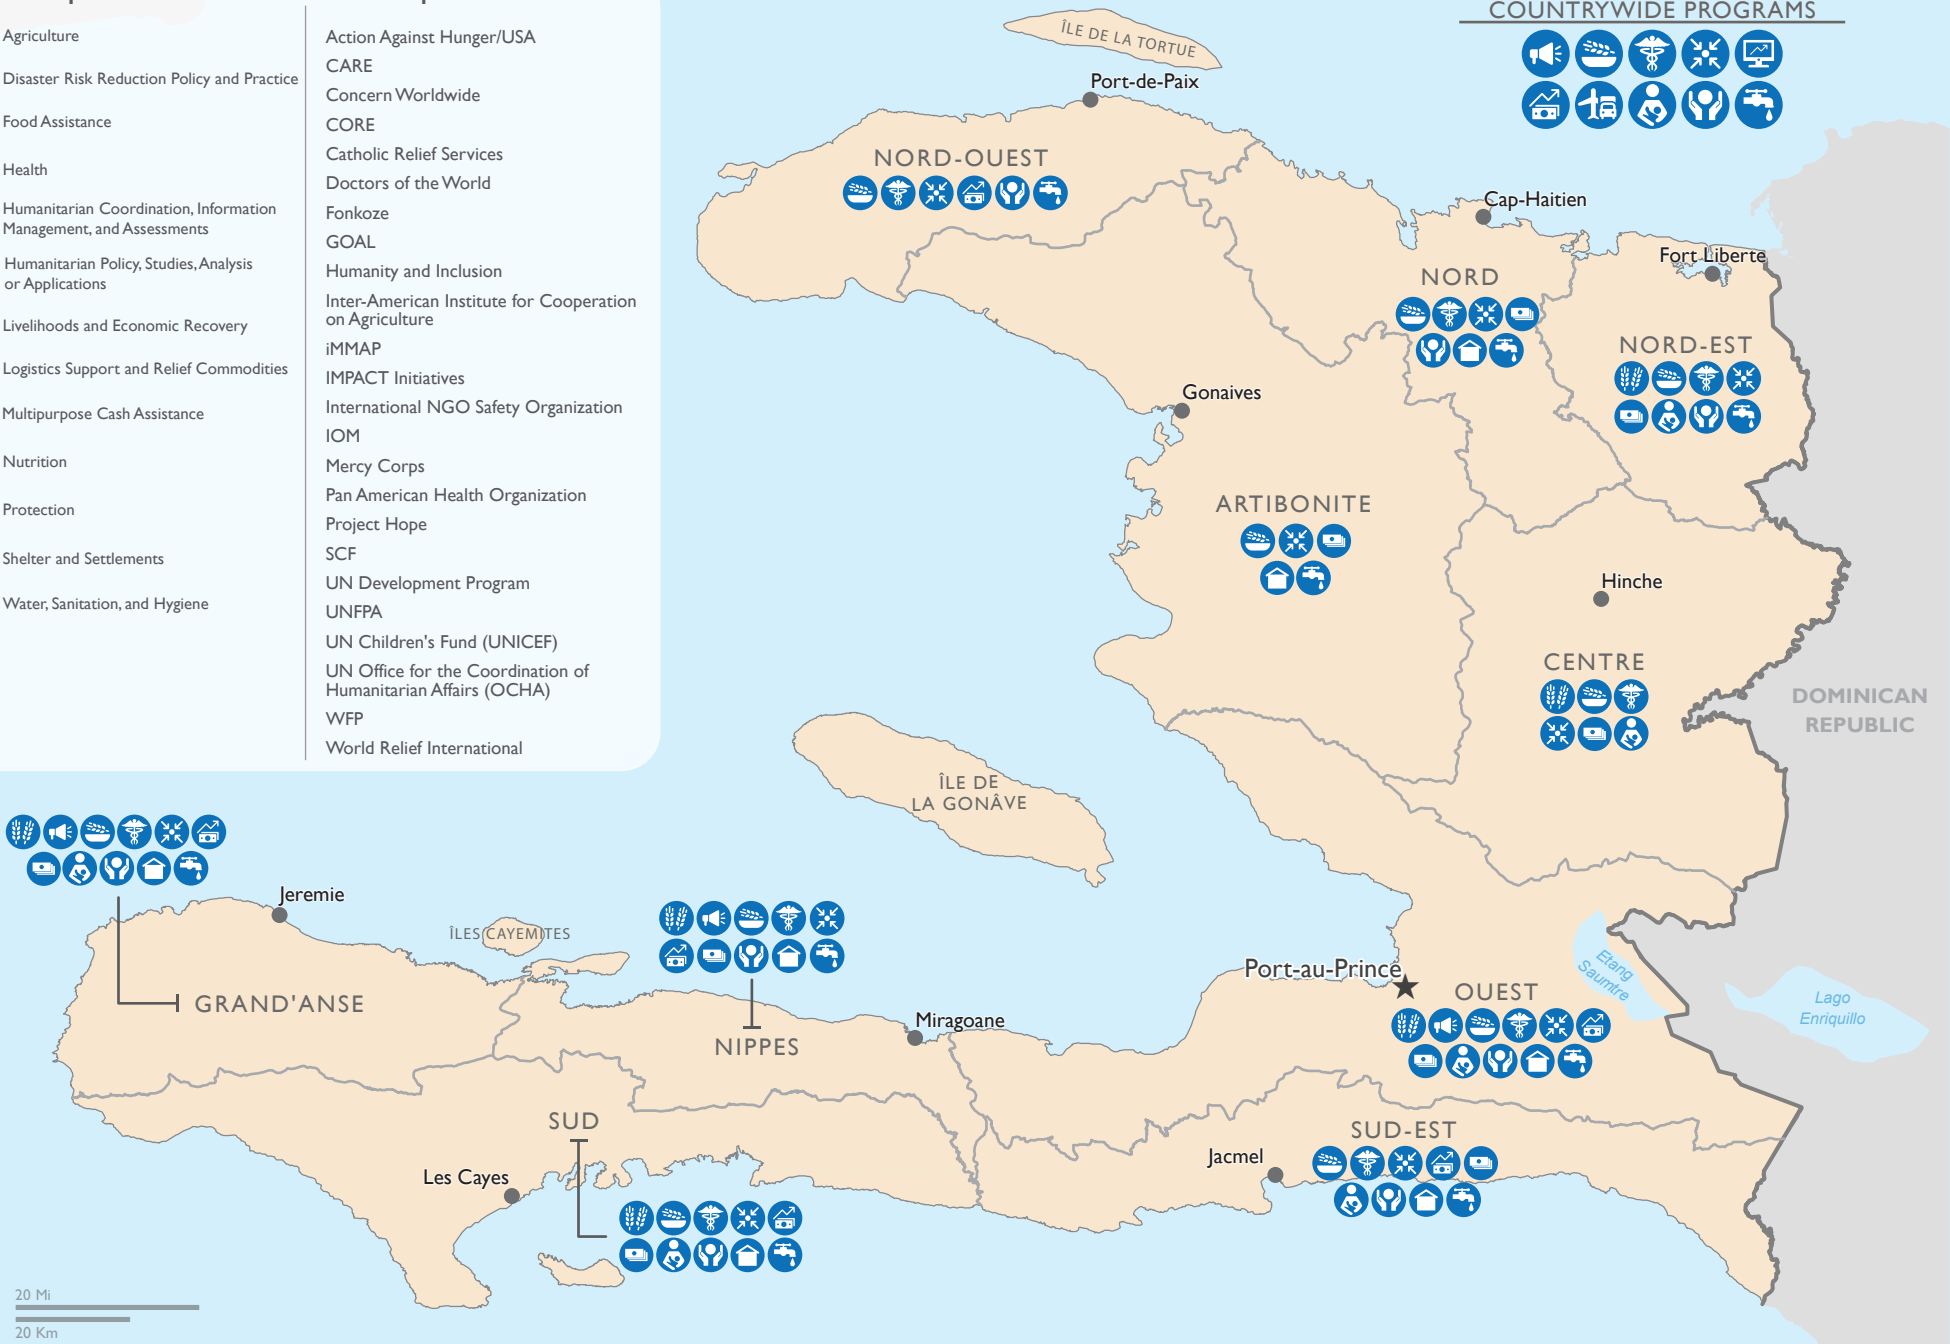 Agriculture
Disaster Risk Reduction Policy and Practice
Food Assistance
Health
Humanitarian Coordination, Information
Management, and Assessments
Humanitarian Policy, Studies, Analysis
or Applications
Livelihoods and Economic Recovery
Logistics Support and Relief Commodities
Multipurpose Cash Assistance
Nutrition
Protection
Shelter and Settlements
Water, Sanitation, and Hygiene
Action Against Hunger/USA
CARE
Concern Worldwide
CORE
Catholic Relief Services
Doctors of the World
Fonkoze
GOAL
Humanity and Inclusion
Inter-American Institute for Cooperation
on Agriculture
iMMAP
IMPACT Initiatives
International NGO Safety Organization
IOM
Mercy Corps
Pan American Health Organization
Project Hope
SCF
UN Development Program
UNFPA
UN Children's Fund (UNICEF)
UN Office for the Coordination of
Humanitarian Affairs (OCHA)
WFP
World Relief International
COUNTRYWIDE PROGRAMS
ÎLE DE LA TORTUE
Port-de-Paix
NORD-OUEST
Cap-Haitien
Fort Liberte
NORD
NORD-EST
Gonaives
ARTIBONITE
Hinche
CENTRE
DOMINICAN
REPUBLIC
ÎLE DE
LA GONÂVE
Jeremie
ÎLES CAYEMITES
GRAND'ANSE
Miragoane
NIPPES
Port-au-Prince
OUEST
Etang
Saumtre
Lago
Enriquillo
SUD
Les Cayes
Jacmel
SUD-EST
20 Mi
20 Km